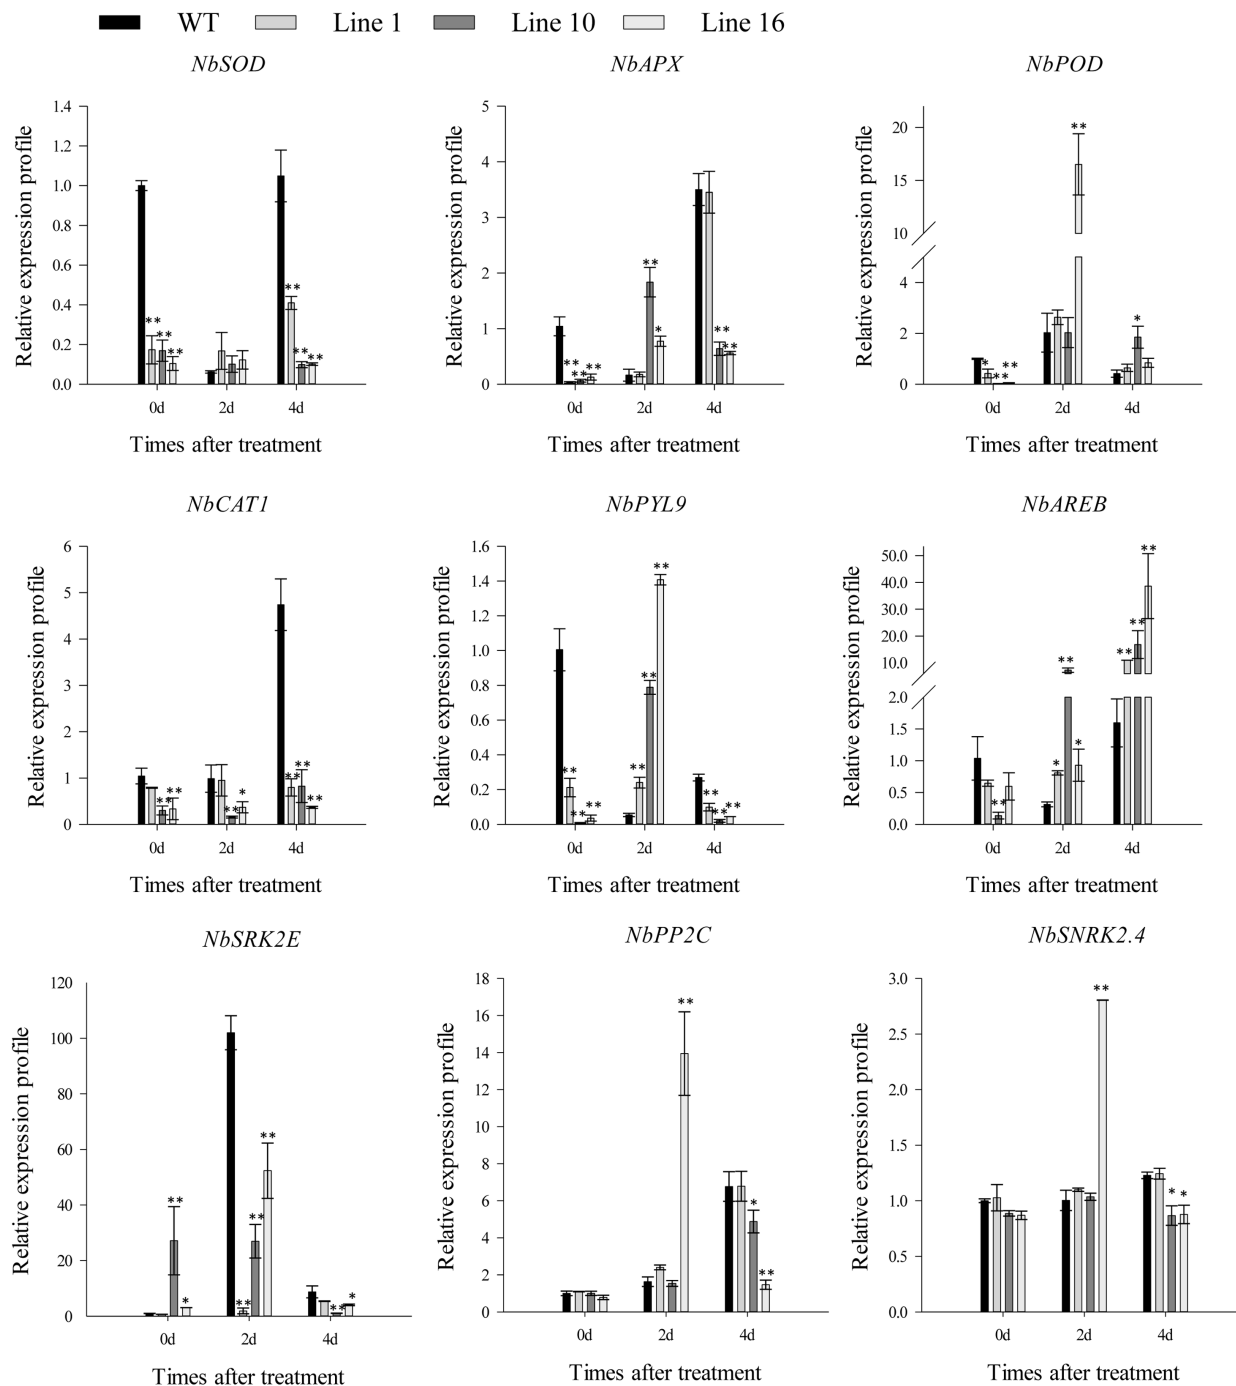 WT Line 1 Line 10 Line 16
NbSOD
Relative expression profile
1.4
1.2
1.0
0.8
0.6
0.4
0.2
0.0
** ** ** ** ** **
0d 2d 4d
Times after treatment
NbAPX
Relative expression profile
5
4
3
2
1
0
** ** ** ** * ** **
0d 2d 4d
Times after treatment
NbPOD
Relative expression profile
20
15
10
4
2
0
* ** ** ** *
0d 2d 4d
Times after treatment
NbCAT1
Relative expression profile
6
5
4
3
2
1
0
** ** ** * ** ** **
0d 2d 4d
Times after treatment
NbPYL9
Relative expression profile
1.6
1.4
1.2
1.0
0.8
0.6
0.4
0.2
0.0
** ** ** ** ** ** ** ** **
0d 2d 4d
Times after treatment
NbAREB
Relative expression profile
50.0
40.0
30.0
20.0
10.0
2.0
1.5
1.0
0.5
0.0
** * ** * ** ** **
0d 2d 4d
Times after treatment
NbSRK2E
Relative expression profile
120
100
80
60
40
20
0
** * ** ** ** ** *
0d 2d 4d
Times after treatment
NbPP2C
Relative expression profile
18
16
14
12
10
8
6
4
2
0
** * **
0d 2d 4d
Times after treatment
NbSNRK2.4
Relative expression profile
3.0
2.5
2.0
1.5
1.0
0.5
0.0
** * *
0d 2d 4d
Times after treatment